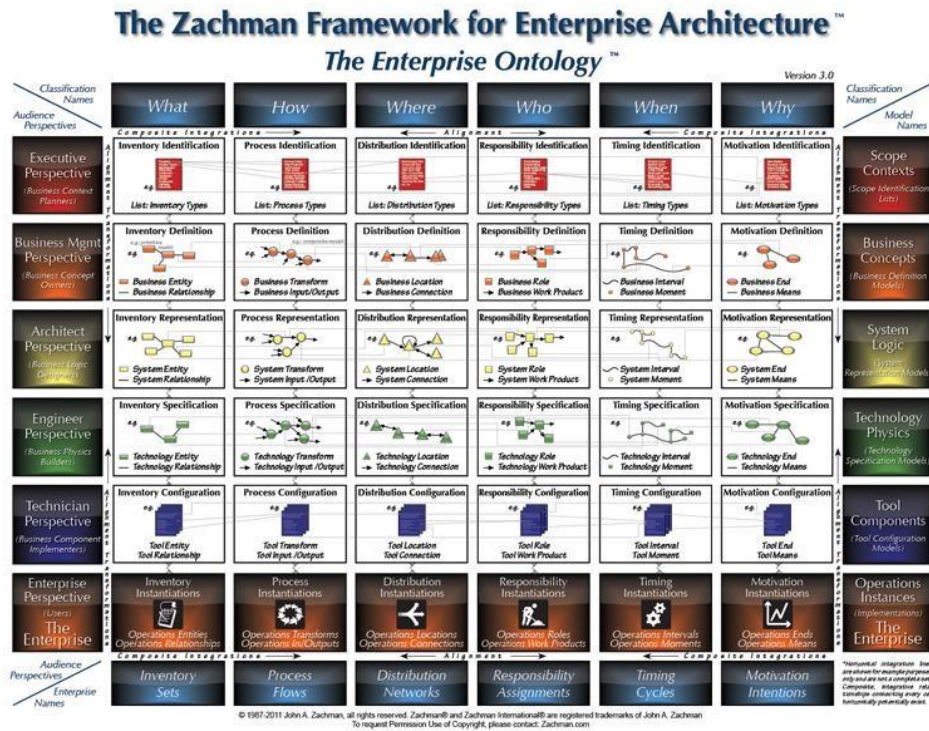 The Zachman Framework for Enterprise Architecture™
The Enterprise Ontology™
Version 3.0
Classification Names
Audience Perspectives
What
How
Where
Who
When
Why
Classification Names
Model Names
Composite Integrations
Alignment
Composite Integrations
Alignment Transformations
Alignment Transformations
Executive Perspective
(Business Context Planners)
Inventory Identification
e.g.
List: Inventory Types
Process Identification
e.g.
List: Process Types
Distribution Identification
e.g.
List: Distribution Types
Responsibility Identification
e.g.
List: Responsibility Types
Timing Identification
e.g.
List: Timing Types
Motivation Identification
e.g.
List: Motivation Types
Scope Contexts
(Scope Identification Lists)
Business Mgmt Perspective
(Business Concept Owners)
Inventory Definition
e.g.
Business Entity
Business Relationship
Process Definition
e.g.
Business Transform
Business Input/Output
Distribution Definition
e.g.
Business Location
Business Connection
Responsibility Definition
e.g.
Business Role
Business Work Product
Timing Definition
e.g.
Business Interval
Business Moment
Motivation Definition
e.g.
Business End
Business Means
Business Concepts
(Business Definition Models)
Architect Perspective
(Business Logic Designers)
Inventory Representation
e.g.
System Entity
System Relationship
Process Representation
e.g.
System Transform
System Input/Output
Distribution Representation
e.g.
System Location
System Connection
Responsibility Representation
e.g.
System Role
System Work Product
Timing Representation
e.g.
System Interval
System Moment
Motivation Representation
e.g.
System End
System Means
System Logic
(System Representation Models)
Engineer Perspective
(Business Physics Builders)
Inventory Specification
e.g.
Technology Entity
Technology Relationship
Process Specification
e.g.
Technology Transform
Technology Input /Output
Distribution Specification
e.g.
Technology Location
Technology Connection
Responsibility Specification
e.g.
Technology Role
Technology Work Product
Timing Specification
e.g.
Technology Interval
Technology Moment
Motivation Specification
e.g.
Technology End
Technology Means
Technology Physics
(Technology Specification Models)
Alignment Transformations
Alignment Transformations
Technician Perspective
(Business Component Implementers)
Inventory Configuration
e.g.
Tool Entity
Tool Relationship
Process Configuration
e.g.
Tool Transform
Tool Input /Output
Distribution Configuration
e.g.
Tool Location
Tool Connection
Responsibility Configuration
e.g.
Tool Role
Tool Work Product
Timing Configuration
e.g.
Tool Interval
Tool Moment
Motivation Configuration
e.g.
Tool End
Tool Means
Tool Components
(Tool Configuration Models)
Enterprise Perspective
(Users)
The Enterprise
Inventory Instantiations
Operations Entities
Operations Relationships
Process Instantiations
Operations Transforms
Operations In/Outputs
Distribution Instantiations
Operations Locations
Operations Connections
Responsibility Instantiations
Operations Roles
Operations Work Products
Timing Instantiations
Operations Intervals
Operations Moments
Motivation Instantiations
Operations Ends
Operations Means
Operations Instances
(Implementations)
The Enterprise
Composite Integrations
Alignment
Composite Integrations
Audience Perspectives
Enterprise Names
Inventory Sets
Process Flows
Distribution Networks
Responsibility Assignments
Timing Cycles
Motivation Intentions
© 1987-2011 John A. Zachman, all rights reserved. Zachman® and Zachman International® are registered trademarks of John A. Zachman
To request Permission Use of Copyright, please contact: Zachman.com